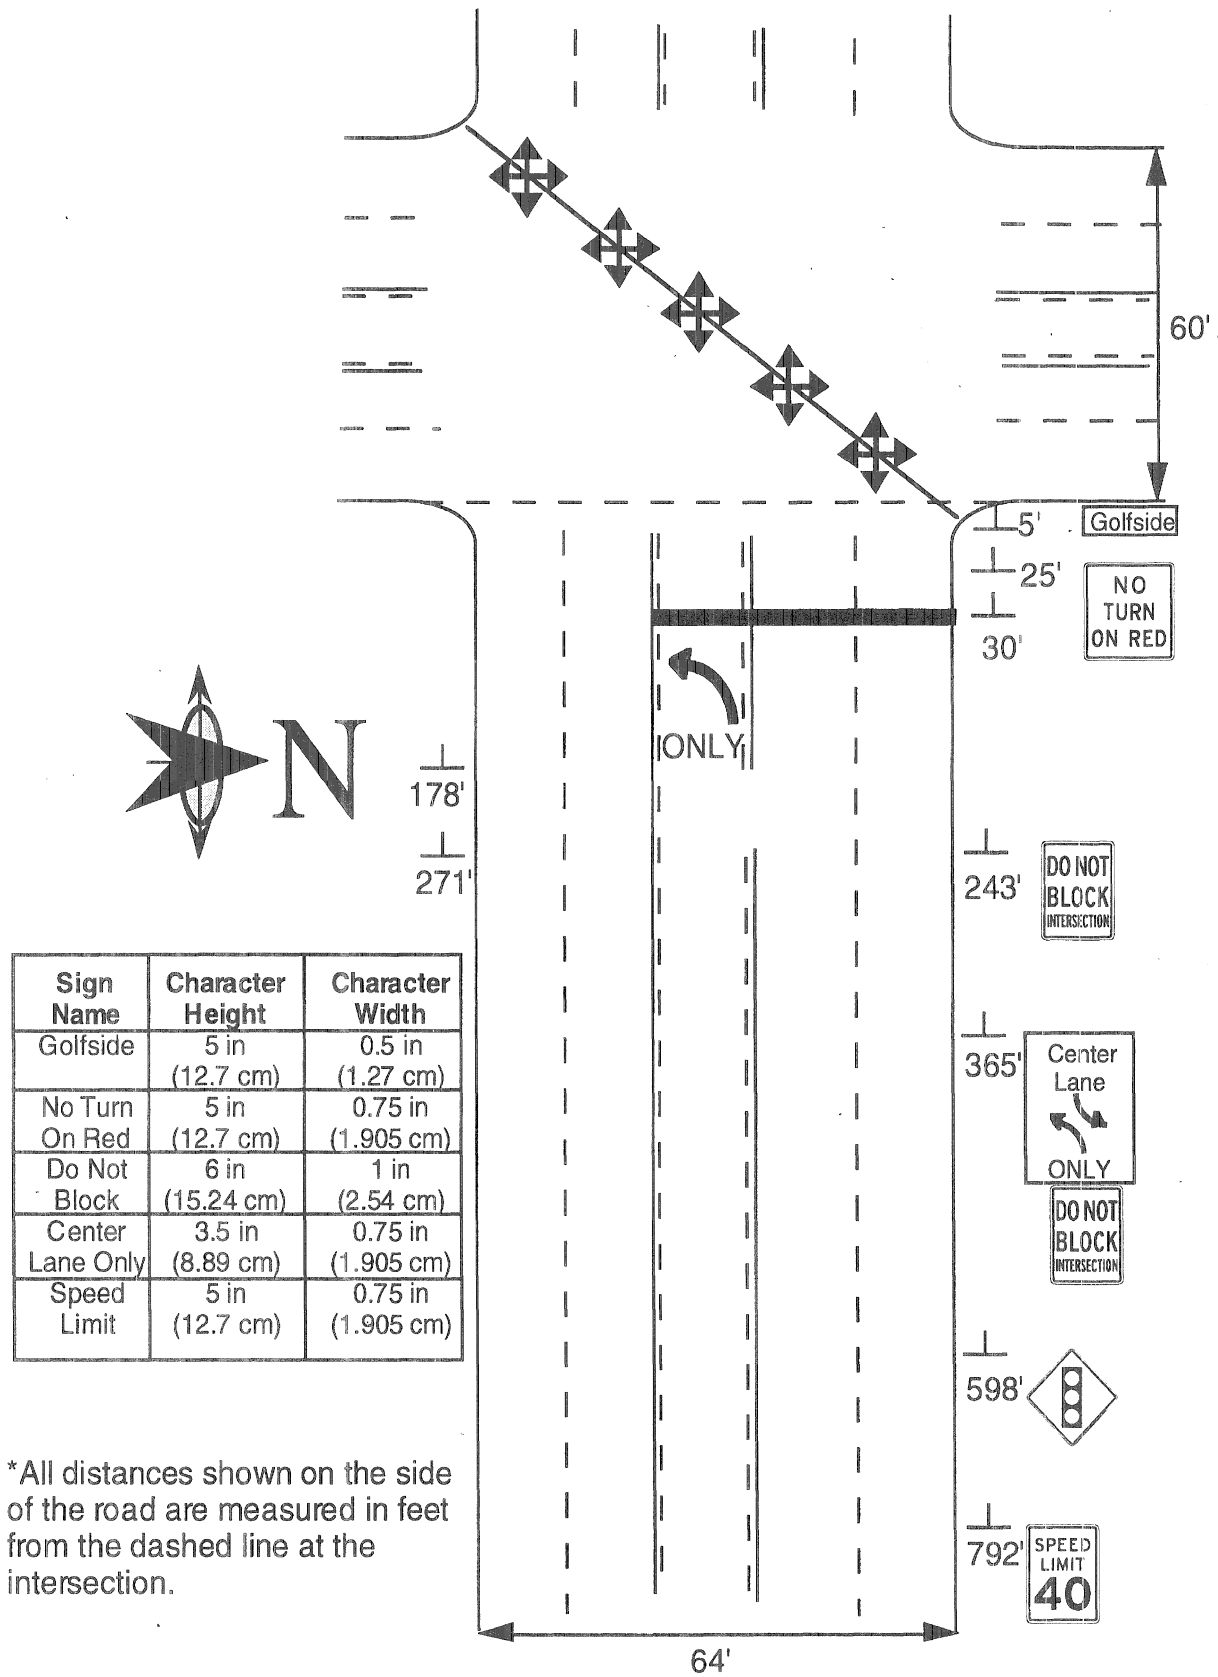 60'
5'
Golfside
25'
NO
TURN
ON RED
30'
ONLY
N
178'
271'
243'
DO NOT
BLOCK
INTERSECTION
365'
Center
Lane
ONLY
DO NOT
BLOCK
INTERSECTION
Sign Name Character Height Character Width
Golfside 5 in (12.7 cm) 0.5 in (1.27 cm)
No Turn On Red 5 in (12.7 cm) 0.75 in (1.905 cm)
Do Not Block 6 in (15.24 cm) 1 in (2.54 cm)
Center Lane Only 3.5 in (8.89 cm) 0.75 in (1.905 cm)
Speed Limit 5 in (12.7 cm) 0.75 in (1.905 cm)
598'
792'
SPEED
LIMIT
40
*All distances shown on the side
of the road are measured in feet
from the dashed line at the
intersection.
64'